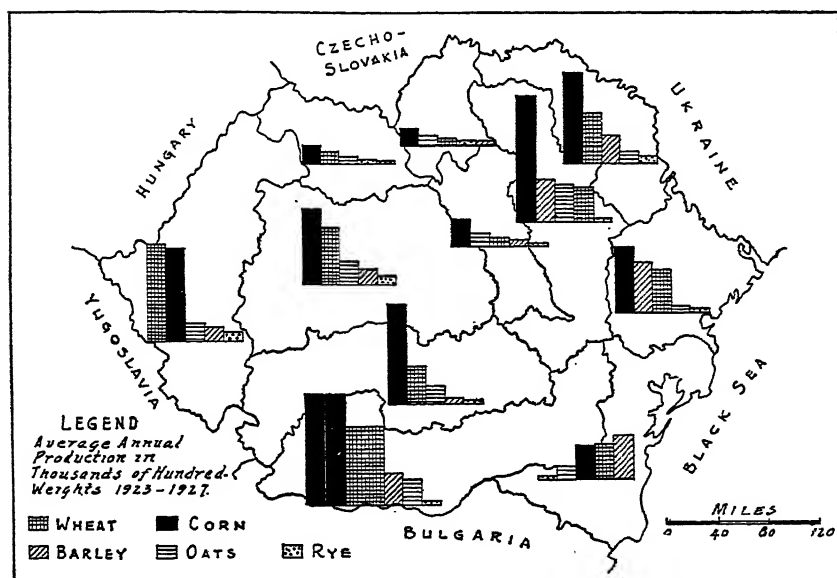 CZECHO-
SLOVAKIA
UKRAINE
HUNGARY
YUGOSLAVIA
BLACK SEA
BULGARIA
LEGEND
Average Annual
Production in
Thousands of Hundred-
Weights 1923-1927.
WHEAT CORN
BARLEY OATS RYE
MILES
0 40 80 120